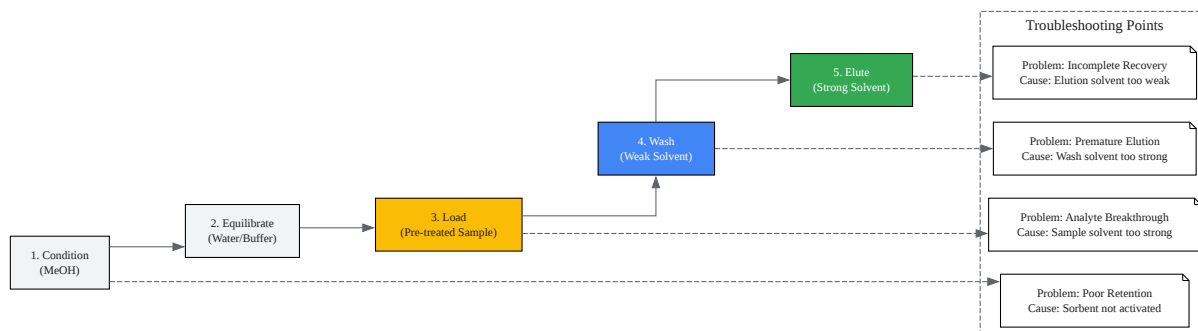 Troubleshooting Points
5. Elute
(Strong Solvent)
Problem: Incomplete Recovery
Cause: Elution solvent too weak
4. Wash
(Weak Solvent)
Problem: Premature Elution
Cause: Wash solvent too strong
3. Load
(Pre-treated Sample)
Problem: Analyte Breakthrough
Cause: Sample solvent too strong
2. Equilibrate
(Water/Buffer)
1. Condition
(MeOH)
Problem: Poor Retention
Cause: Sorbent not activated